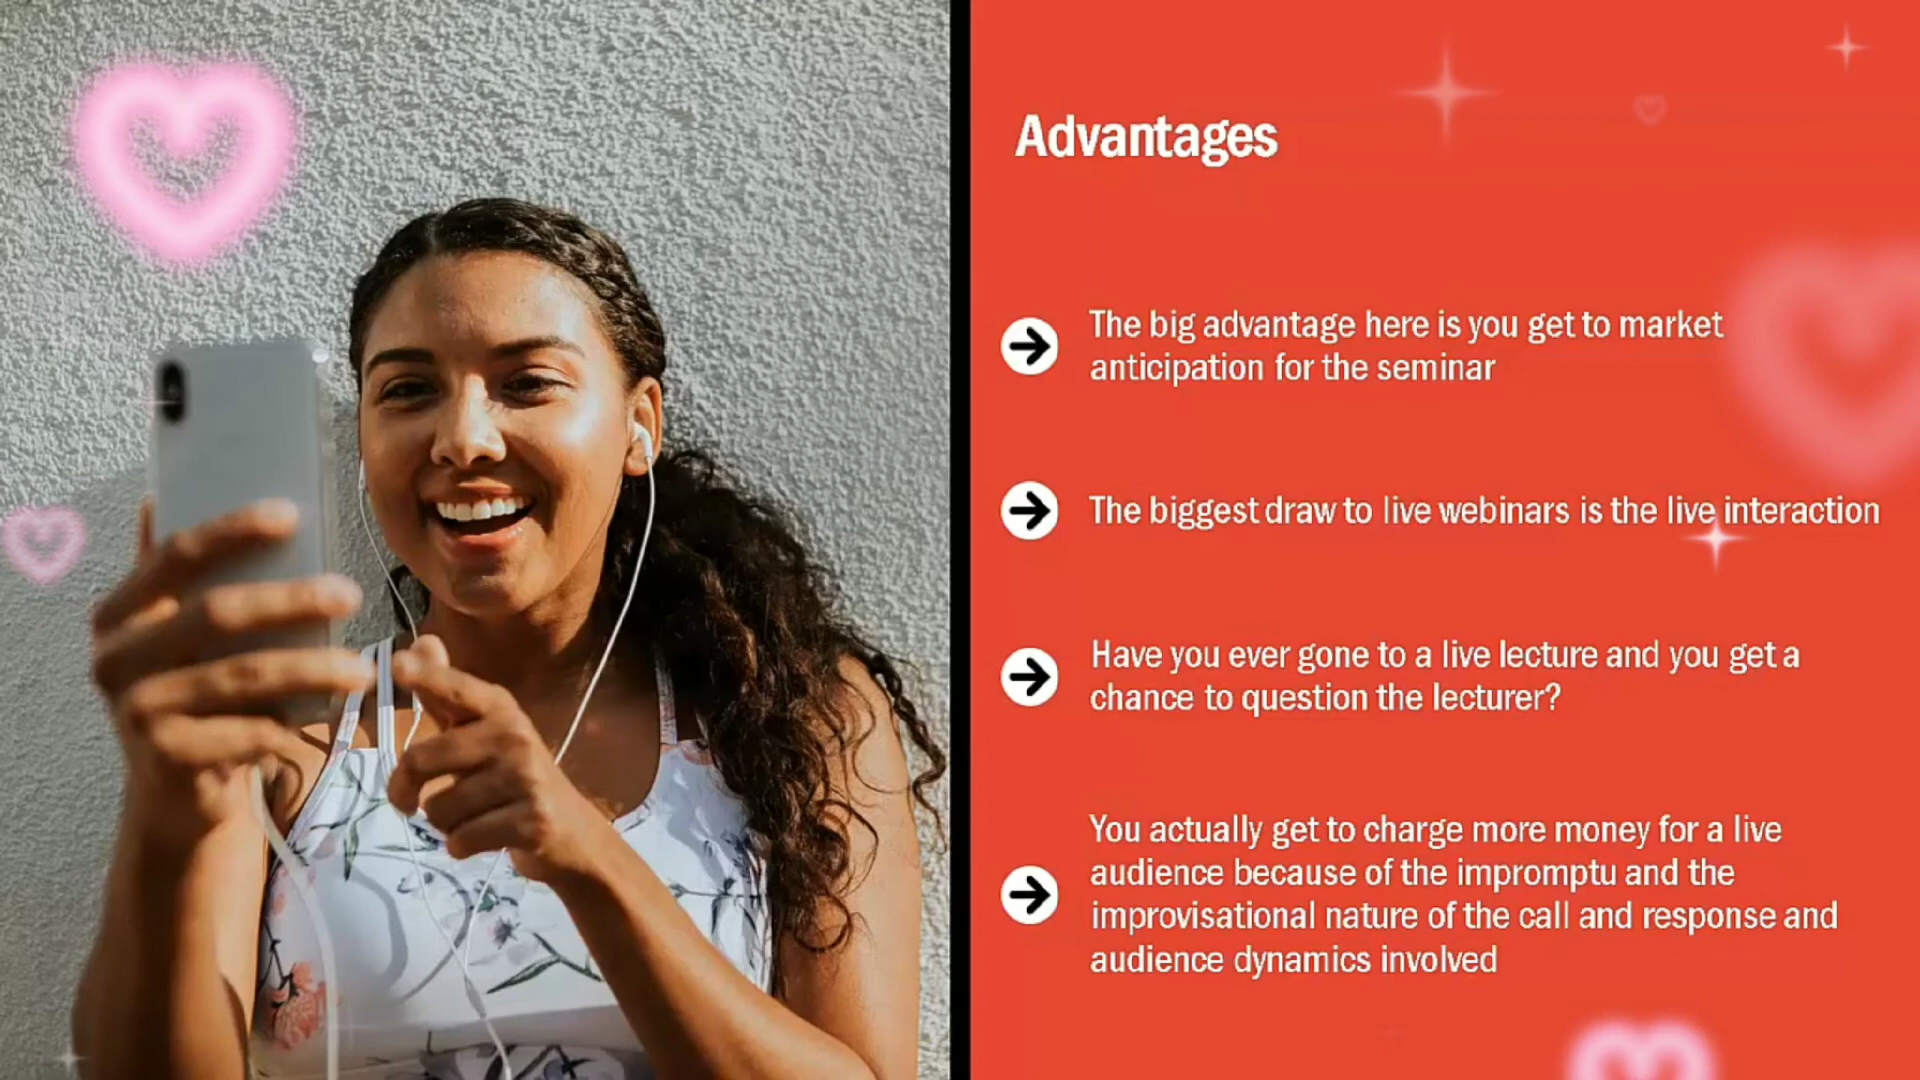 Advantages
The big advantage here is you get to market
anticipation for the seminar
The biggest draw to live webinars is the live interaction
Have you ever gone to a live lecture and you get a
chance to question the lecturer?
You actually get to charge more money for a live
audience because of the impromptu and the
improvisational nature of the call and response and
audience dynamics involved